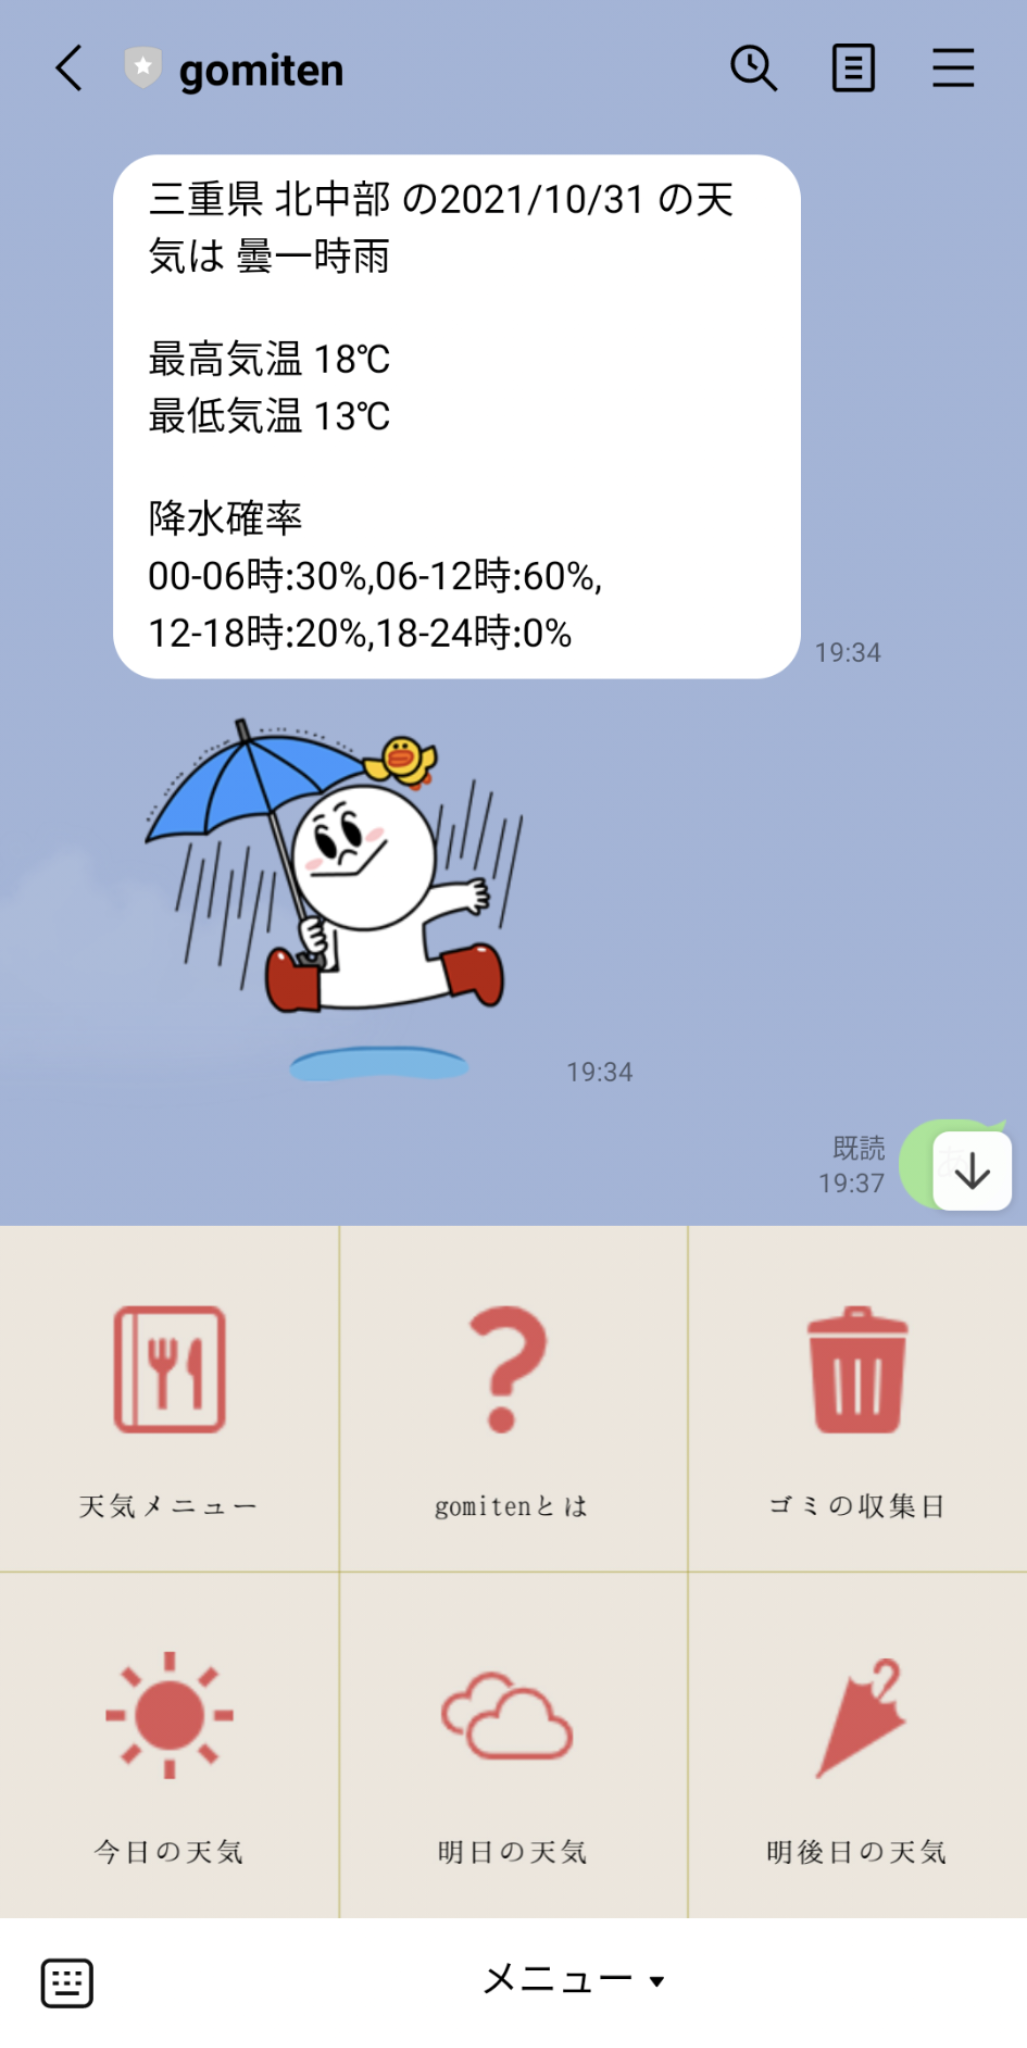 gomiten
三重県 北中部 の2021/10/31 の天
気は 曇一時雨
最高気温 18℃
最低気温 13℃
降水確率
00-06時:30%,06-12時:60%,
12-18時:20%,18-24時:0%
19:34
19:34
既読
19:37
天気メニュー
gomitenとは
ゴミの収集日
今日の天気
明日の天気
明後日の天気
メニュー